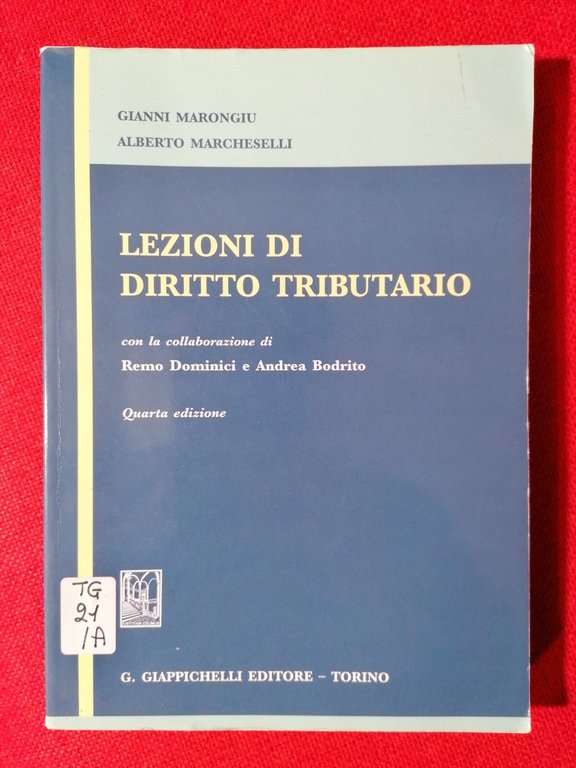 GIANNI MARONGIU
ALBERTO MARCHESELLI
LEZIONI DI
DIRITTO TRIBUTARIO
con la collaborazione di
Remo Dominici e Andrea Bodrito
Quarta edizione
TG
21
/A
G. GIAPPICHELLI EDITORE – TORINO